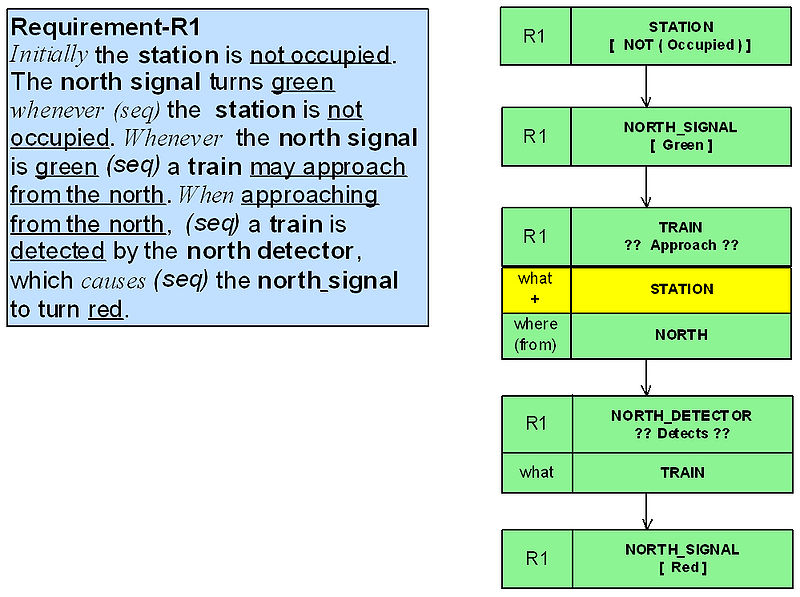 Requirement-R1
Initially the station is not occupied.
The north signal turns green
whenever (seq) the station is not
occupied. Whenever the north signal
is green (seq) a train may approach
from the north. When approaching
from the north, (seq) a train is
detected by the north detector,
which causes (seq) the north_signal
to turn red.
R1
STATION
[ NOT ( Occupied ) ]
R1
NORTH_SIGNAL
[ Green ]
R1
TRAIN
?? Approach ??
what
+
STATION
where
(from)
NORTH
R1
NORTH_DETECTOR
?? Detects ??
what
TRAIN
R1
NORTH_SIGNAL
[ Red ]